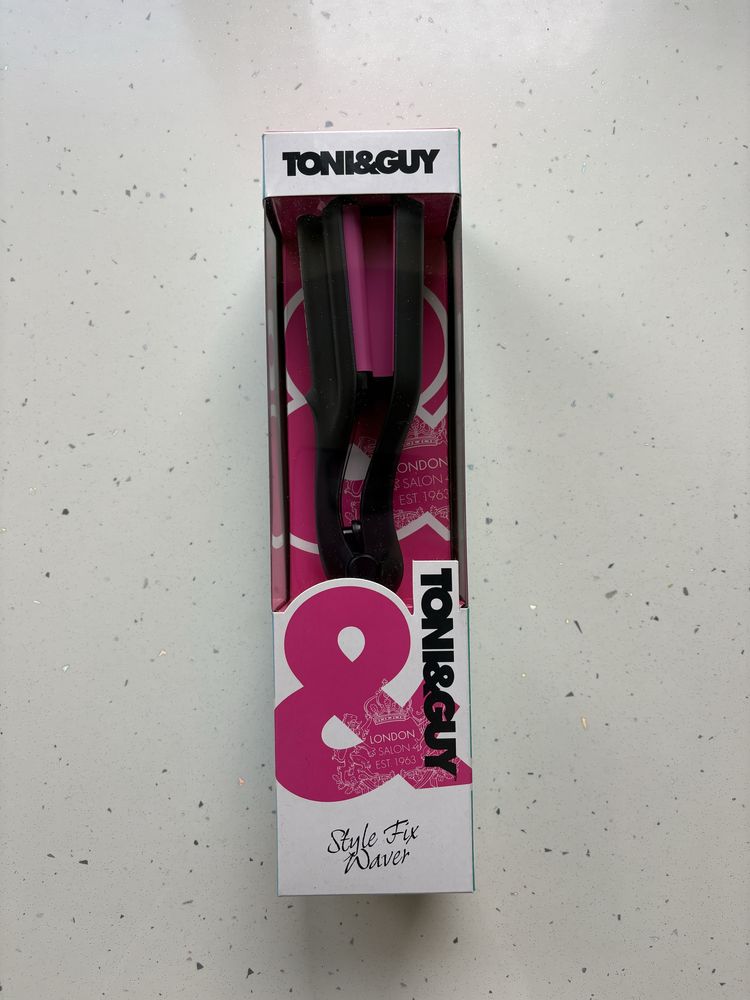 TONI&GUY
LONDON
SALON
EST. 1963
TONI&GUY
&
LONDON
SALON
EST 1963
Style Fix
Waver